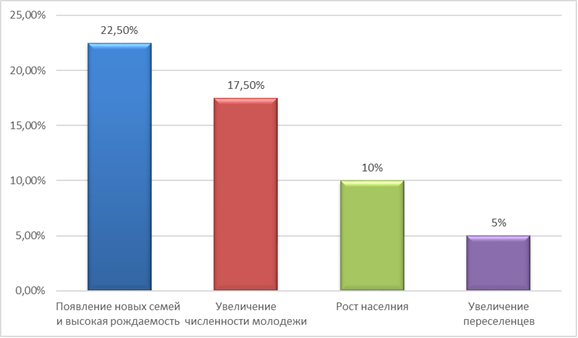 25,00%
20,00%
15,00%
10,00%
5,00%
0,00%
22,50%
17,50%
10%
5%
Появление новых семей
и высокая рождаемость
Увеличение
численности молодежи
Рост населния
Увеличение
переселенцев